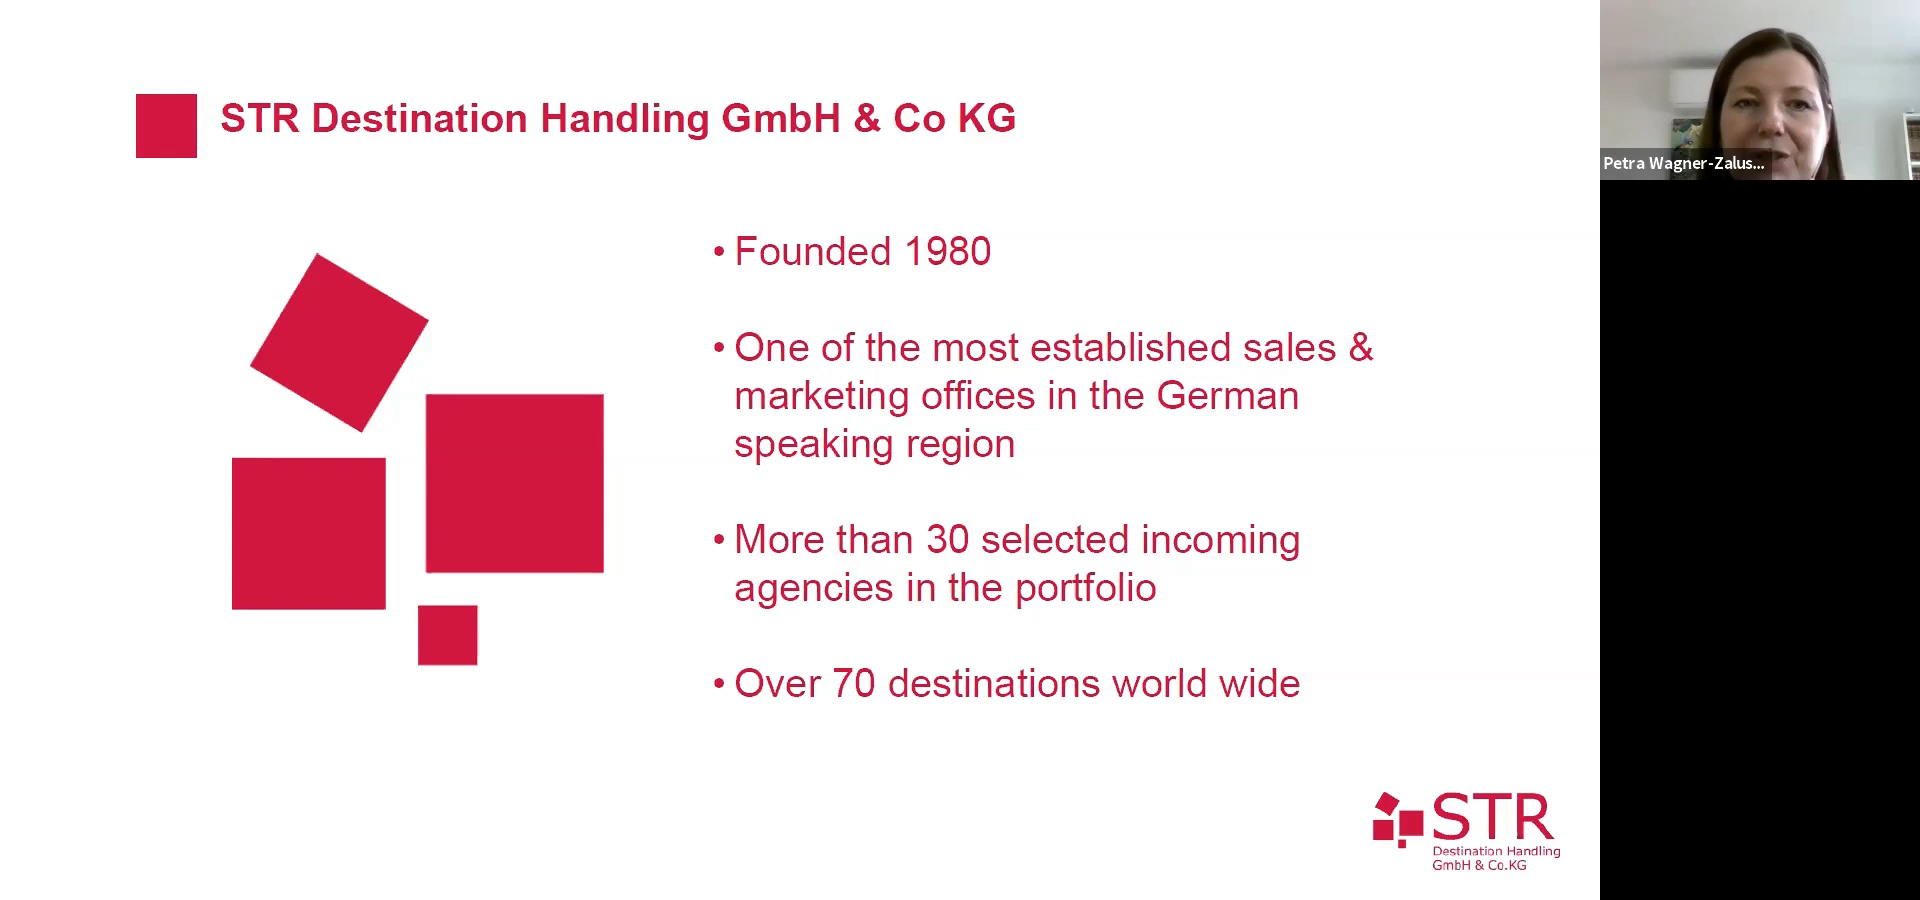 STR Destination Handling GmbH & Co KG
• Founded 1980
• One of the most established sales &
marketing offices in the German
speaking region
• More than 30 selected incoming
agencies in the portfolio
• Over 70 destinations world wide
STR
Destination Handling
GmbH & Co.KG
Petra Wagner-Zalus...